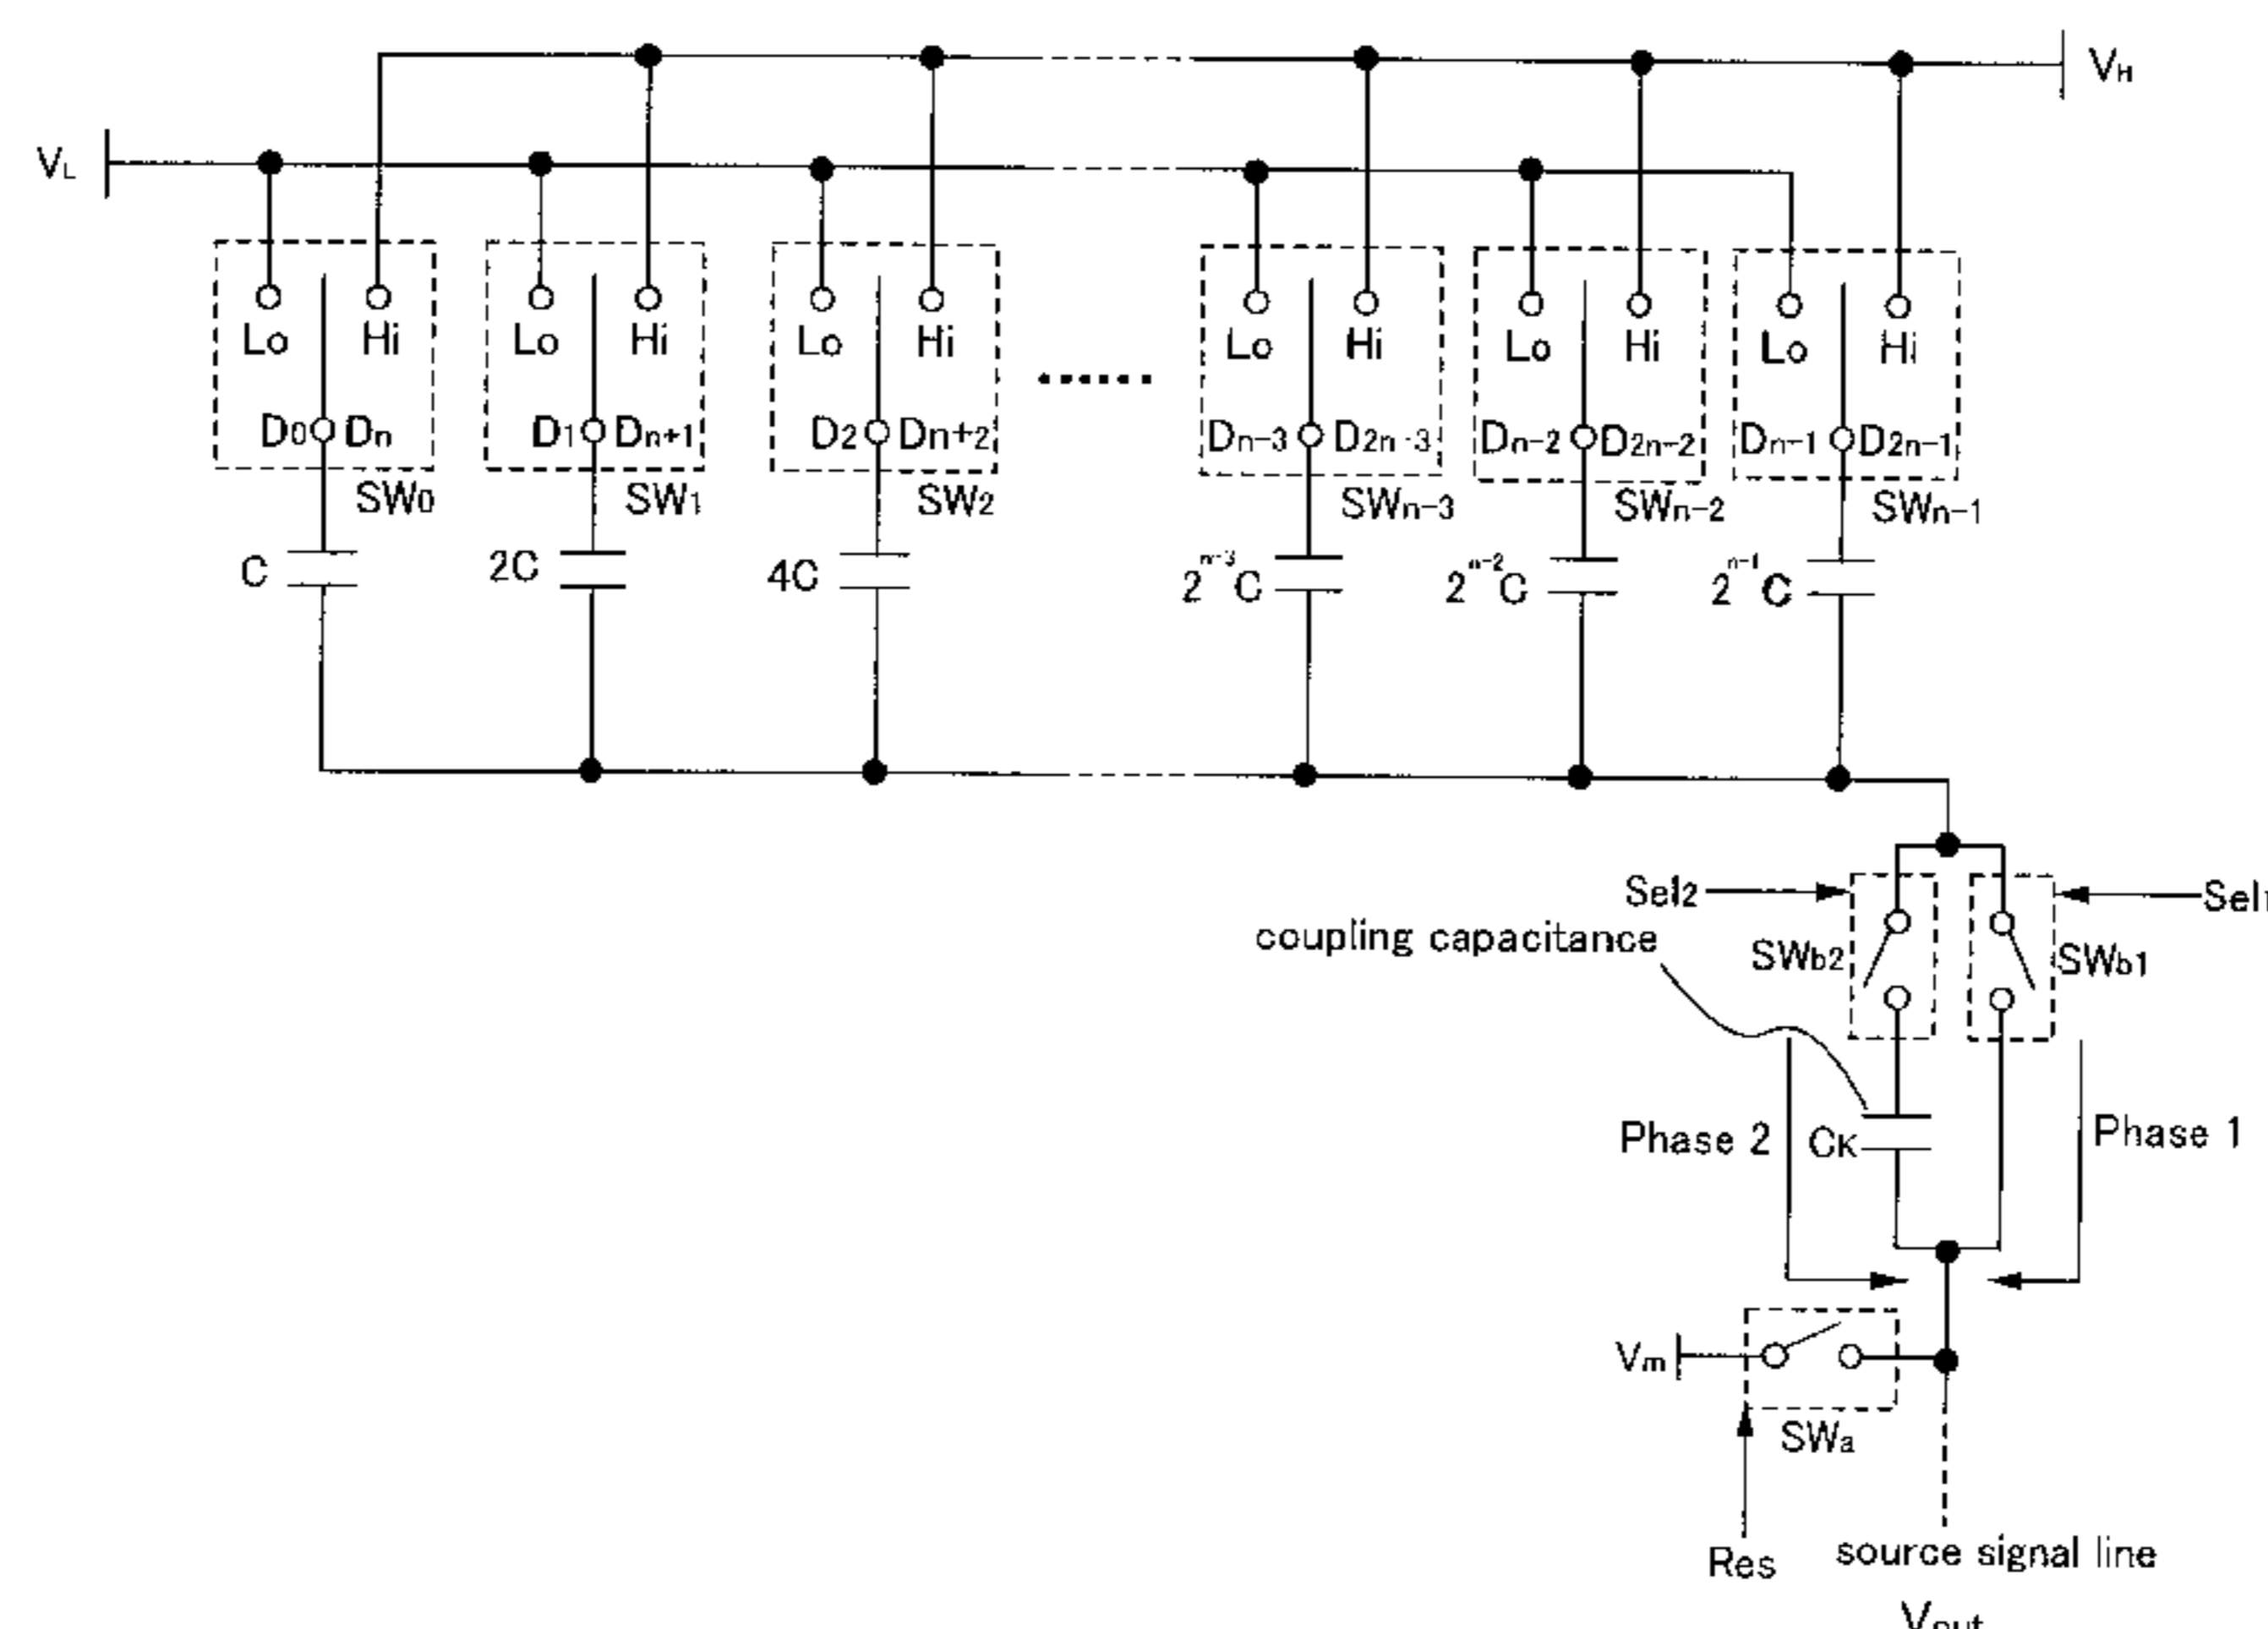 VH
VL
Lo Hi Lo Hi Lo Hi Lo Hi Lo Hi Lo Hi
......
D0 Dn D1 Dn+1 D2 Dn+2 Dn-3 D2n-3 Dn-2 D2n-2 Dn-1 D2n-1
SW0 SW1 SW2 SWn-3 SWn-2 SWn-1
C 2C 4C 2n-3C 2n-2C 2n-1C
Sel2 Sel1
coupling capacitance SWb2 SWb1
Phase 2 CK Phase 1
Vm
SWa
Res source signal line
Vout